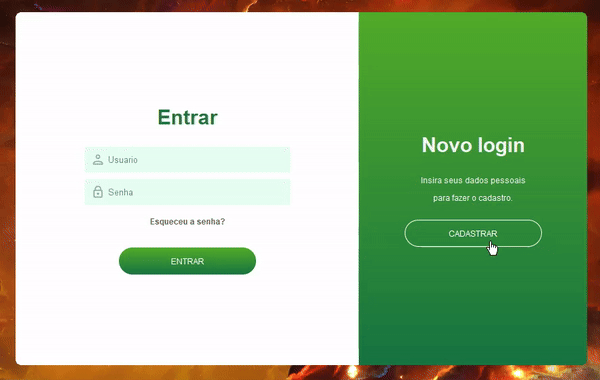 Entrar
Usuario
Senha
Esqueceu a senha?
ENTRAR
Novo login
Insira seus dados pessoais
para fazer o cadastro.
CADASTRAR